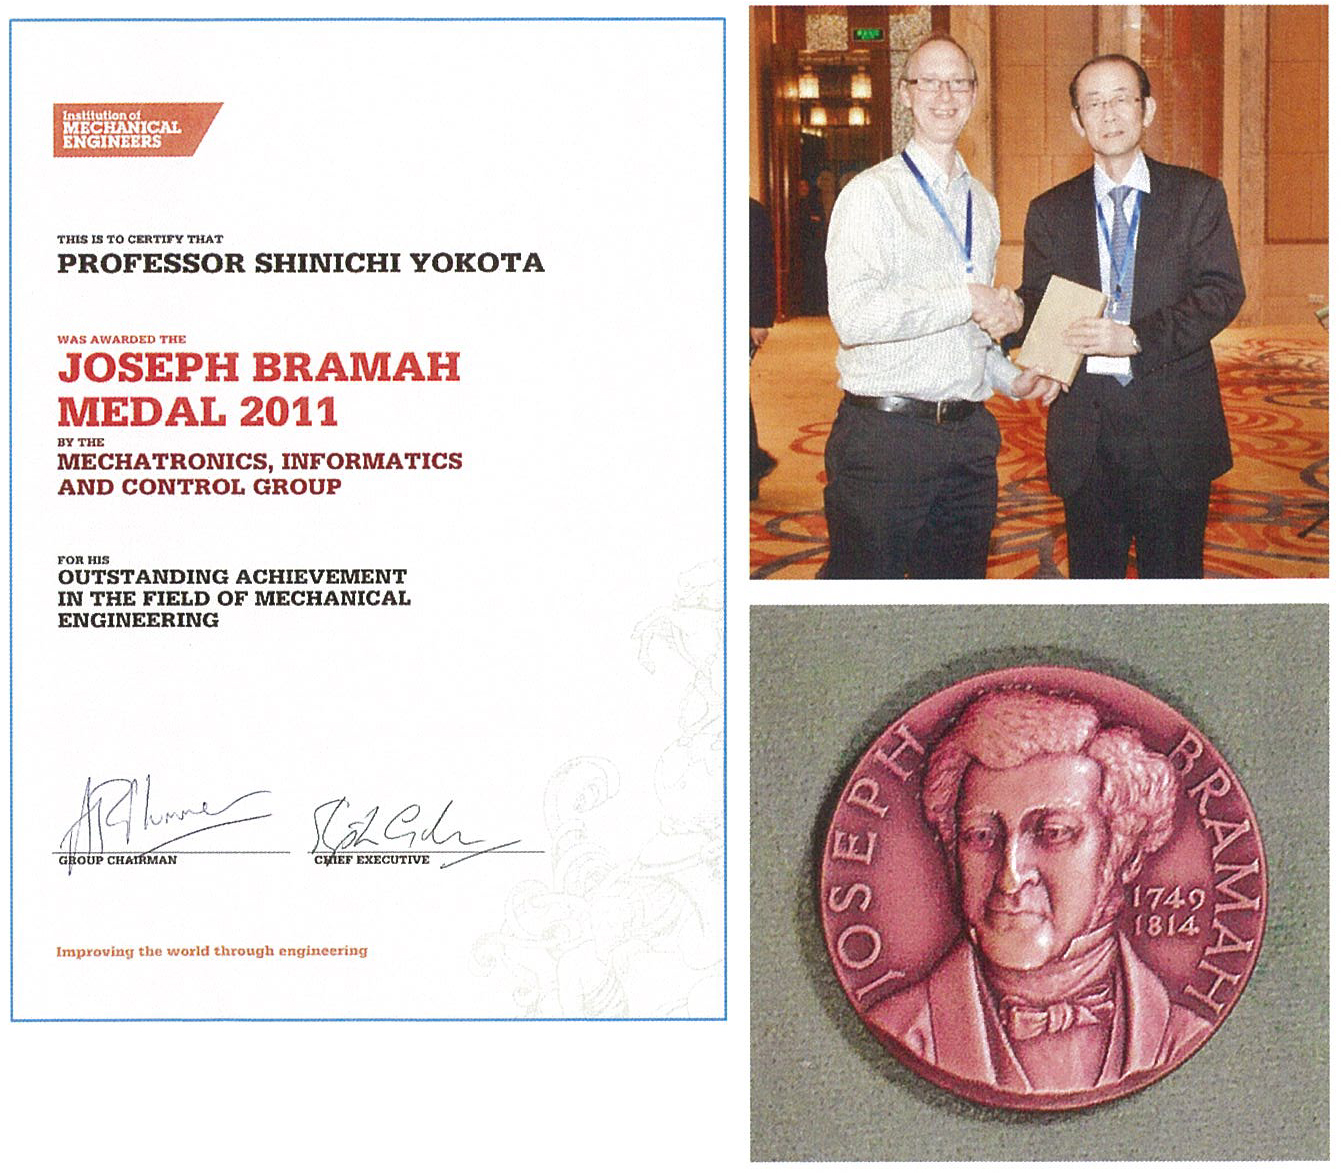 Institution of
MECHANICAL
ENGINEERS
THIS IS TO CERTIFY THAT
PROFESSOR SHINICHI YOKOTA
WAS AWARDED THE
JOSEPH BRAMAH
MEDAL 2011
BY THE
MECHATRONICS, INFORMATICS
AND CONTROL GROUP
FOR HIS
OUTSTANDING ACHIEVEMENT
IN THE FIELD OF MECHANICAL
ENGINEERING
GROUP CHAIRMAN
CHIEF EXECUTIVE
Improving the world through engineering
JOSEPH BRAMAH
1749
1814